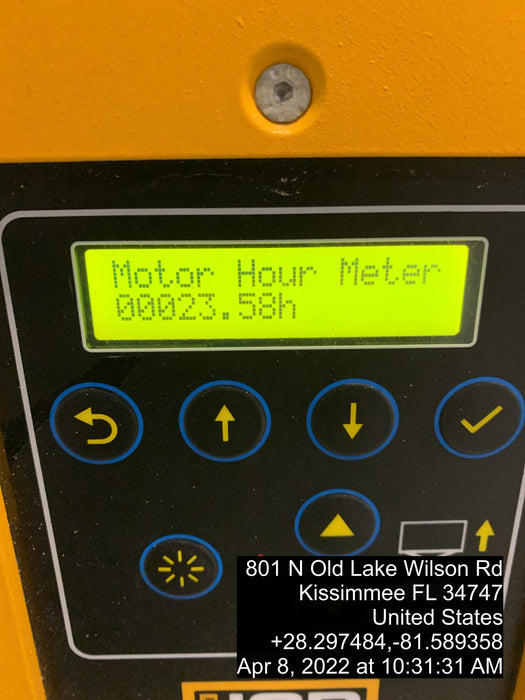 Motor Hour Meter
00023.58h
801 N Old Lake Wilson Rd
Kissimmee FL 34747
United States
+28.297484,-81.589358
Apr 8, 2022 at 10:31:31 AM
JCB